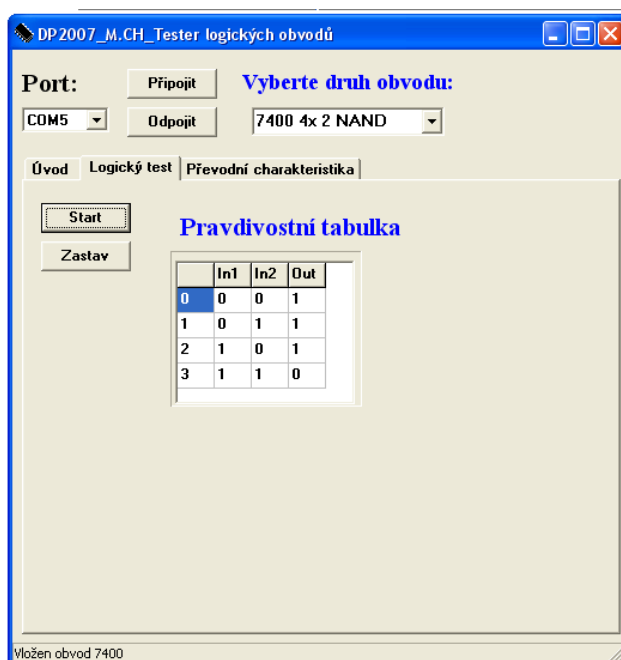 DP2007_M.CH_Tester logických obvodů
Port: Připojit Vyberte druh obvodu:
COM5 Odpojit 7400 4x 2 NAND
Úvod Logický test Převodní charakteristika
Start
Pravdivostní tabulka
Zastav
In1 In2 Out
0 0 0 1
1 0 1 1
2 1 0 1
3 1 1 0
Vložen obvod 7400